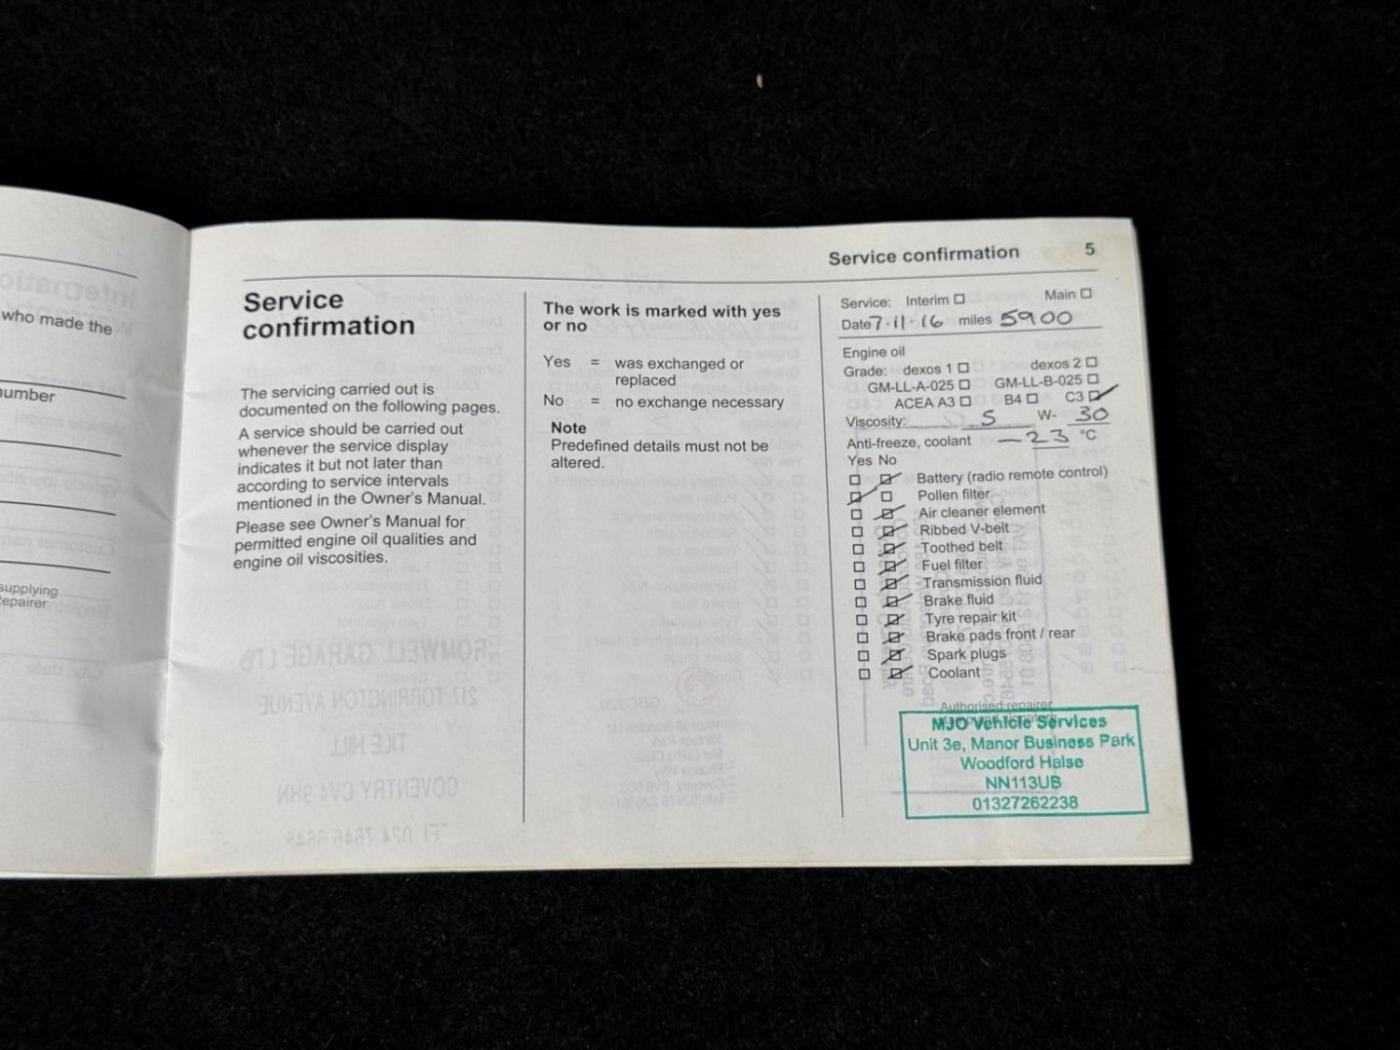 who made the
number
supplying
Repairer
Service confirmation 5
Service
confirmation
The servicing carried out is
documented on the following pages.
A service should be carried out
whenever the service display
indicates it but not later than
according to service intervals
mentioned in the Owner's Manual.
Please see Owner's Manual for
permitted engine oil qualities and
engine oil viscosities.
The work is marked with yes
or no
Yes = was exchanged or
replaced
No = no exchange necessary
Note
Predefined details must not be
altered.
Service: Interim Main
Date 7-11-16 miles 5900
Engine oil
Grade: dexos 1 dexos 2
GM-LL-A-025 GM-LL-B-025
ACEA A3 B4 C3
Viscosity: 5 W- 30
Anti-freeze, coolant -23 °C
Yes No
Battery (radio remote control)
Pollen filter
Air cleaner element
Ribbed V-belt
Toothed belt
Fuel filter
Transmission fluid
Brake fluid
Tyre repair kit
Brake pads front / rear
Spark plugs
Coolant
Authorised repairer
MJO Vehicle Services
Unit 3e, Manor Business Park
Woodford Halse
NN113UB
01327262238